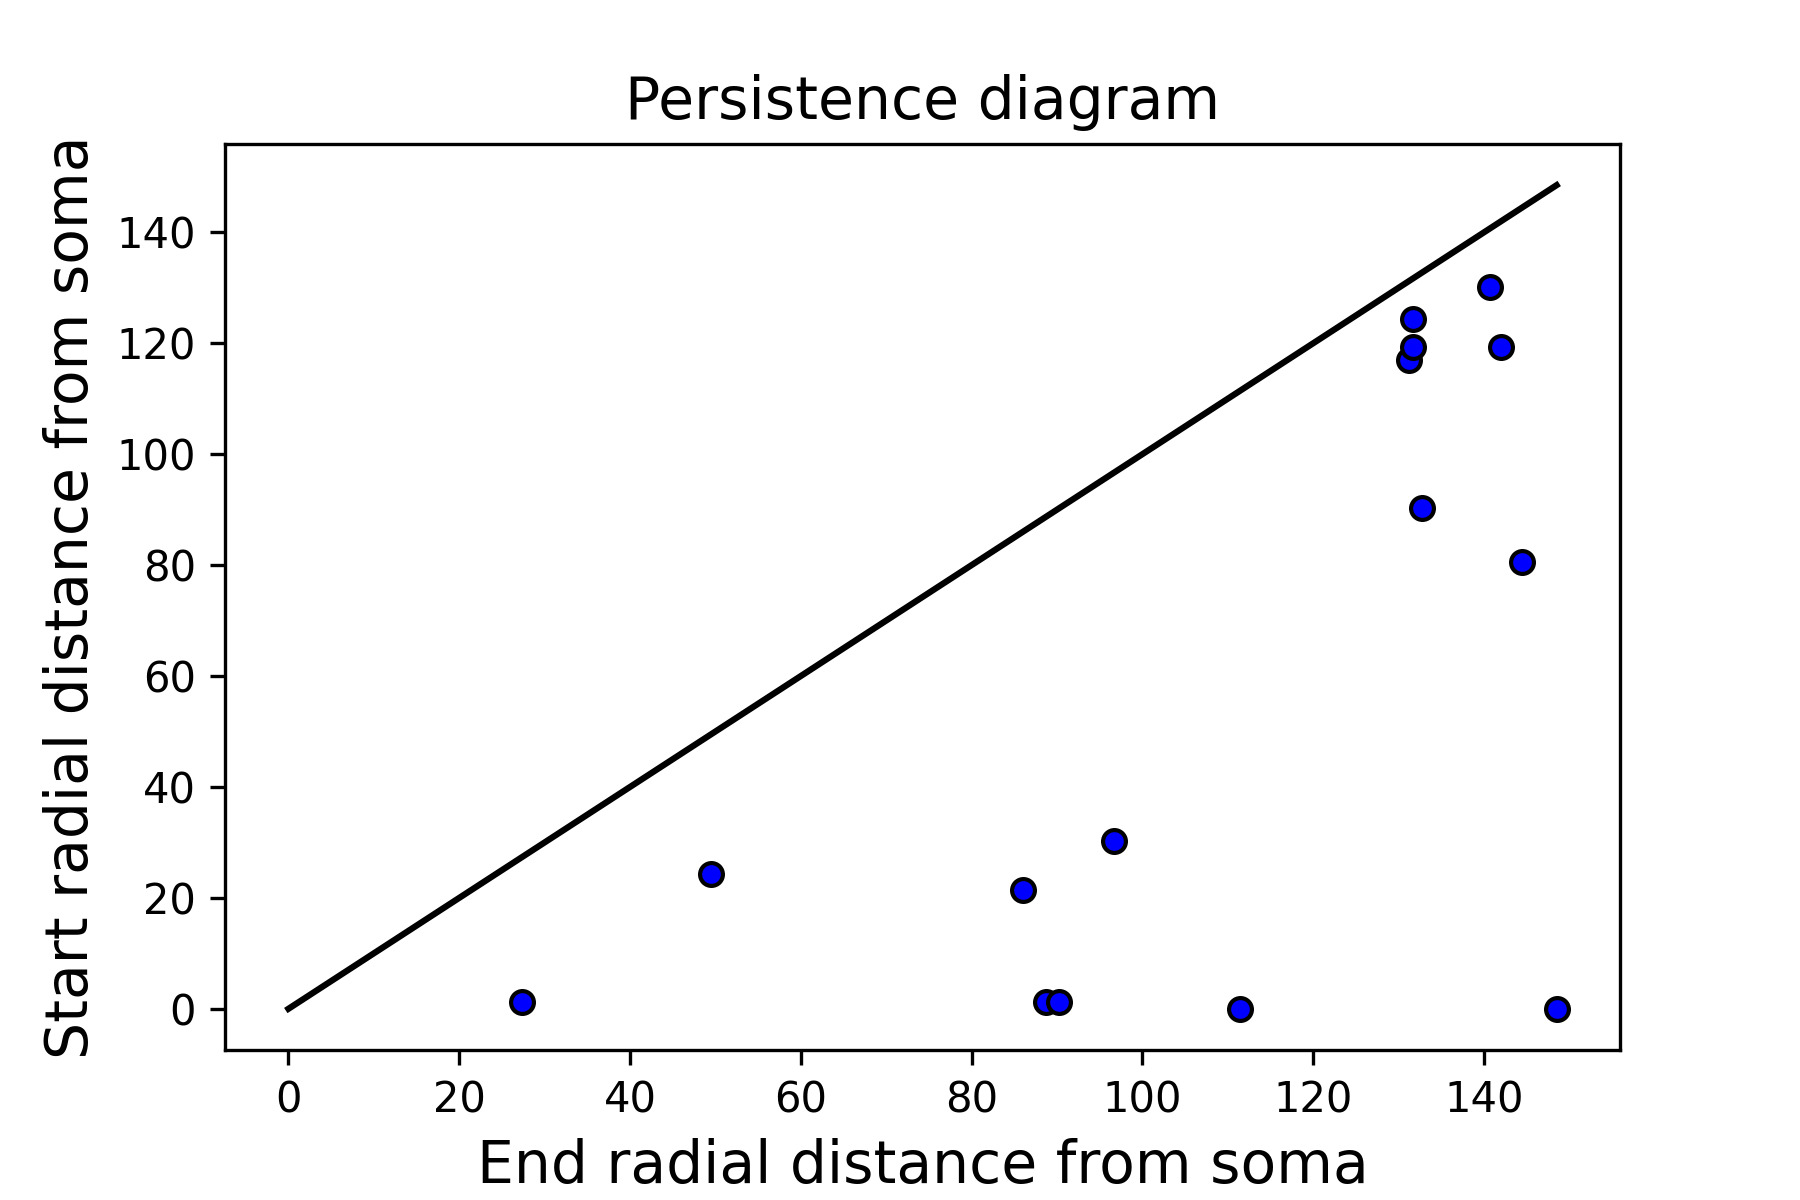 Persistence diagram
Start radial distance from soma
140
120
100
80
60
40
20
0
0 20 40 60 80 100 120 140
End radial distance from soma